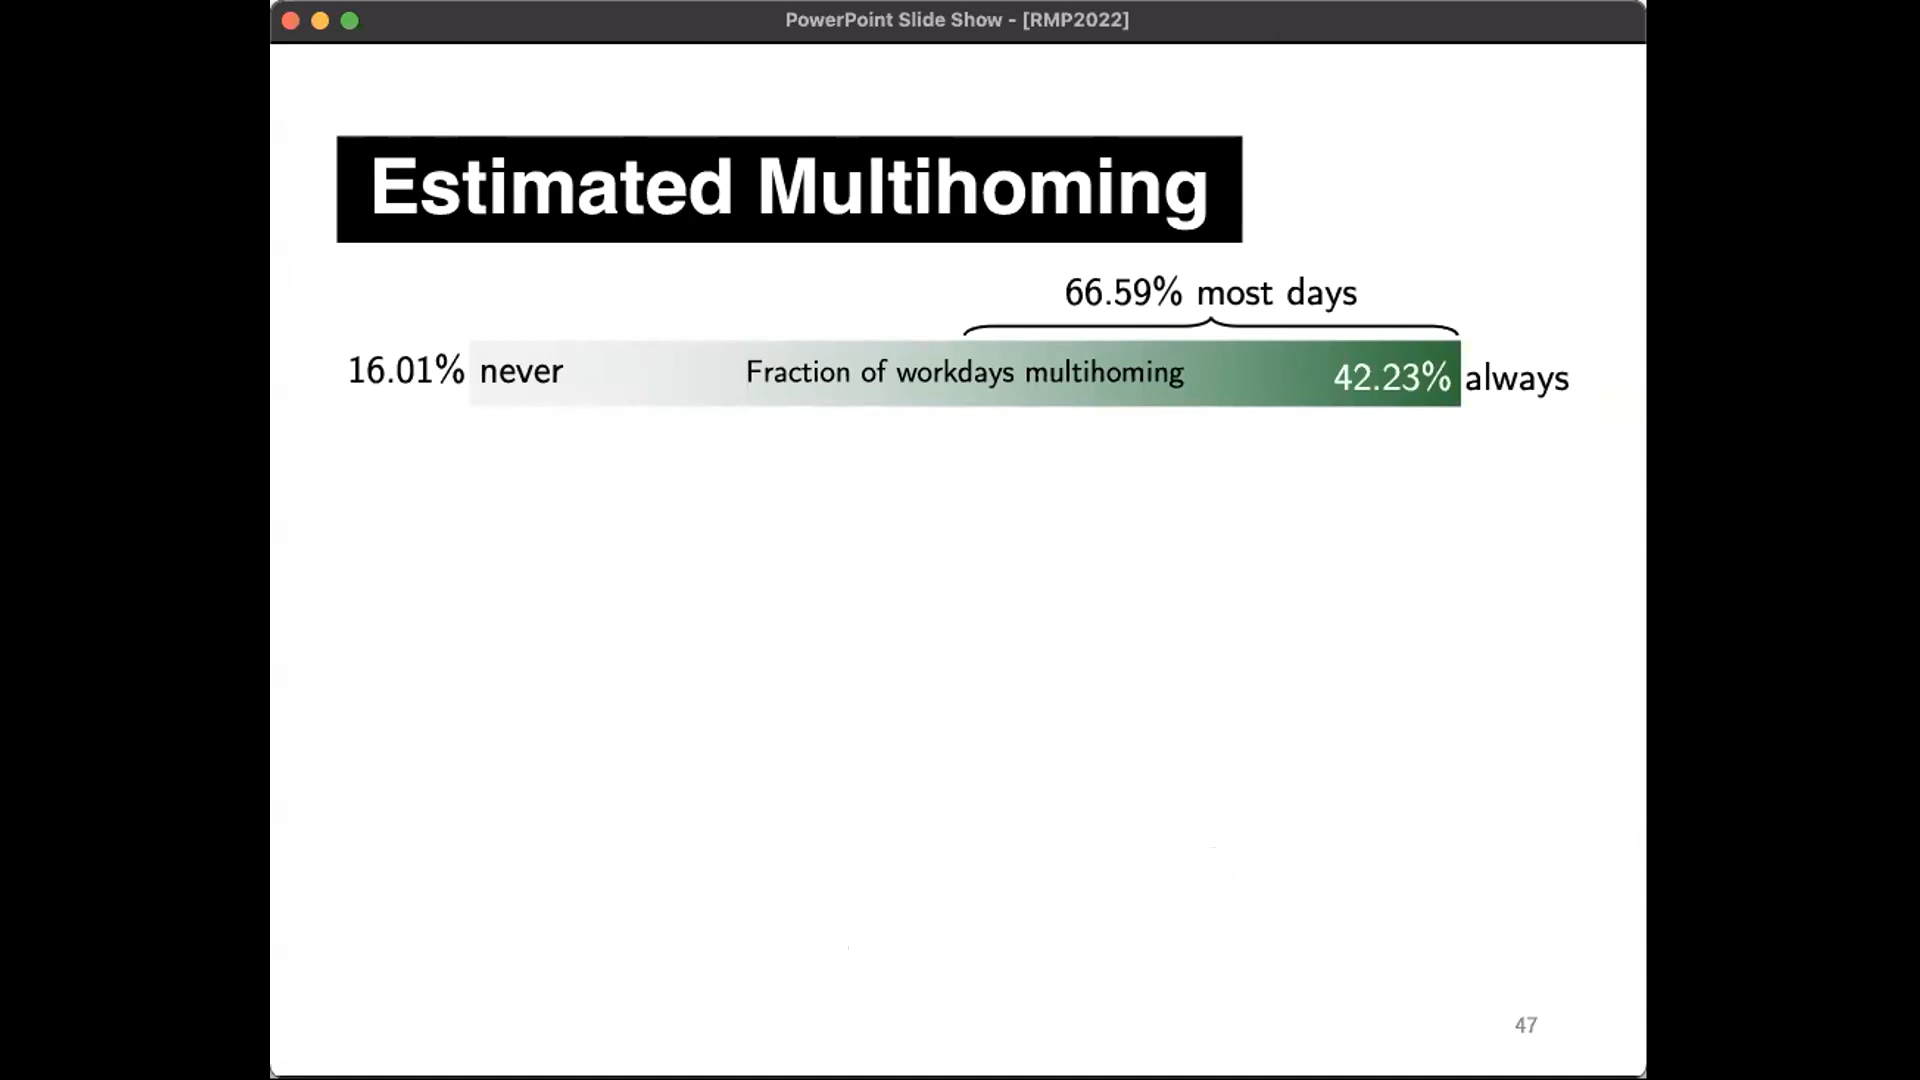 PowerPoint Slide Show - [RMP2022]
Estimated Multihoming
66.59% most days
16.01% never Fraction of workdays multihoming 42.23% always
47